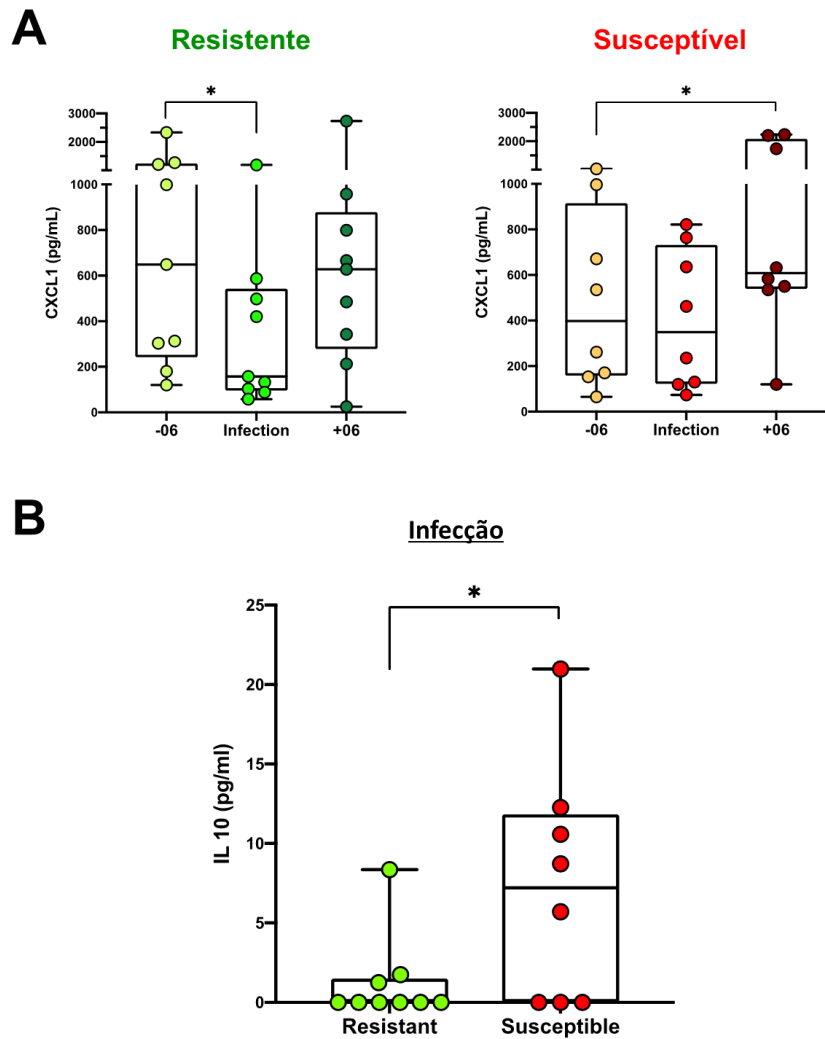 A
Resistente
Susceptível
*
*
3000
2000
1000
800
600
400
200
0
CXCL1 (pg/mL)
-06
Infection
+06
3000
2000
1000
800
600
400
200
0
CXCL1 (pg/mL)
-06
Infection
+06
B
Infecção
*
25
20
15
10
5
0
IL 10 (pg/ml)
Resistant
Susceptible